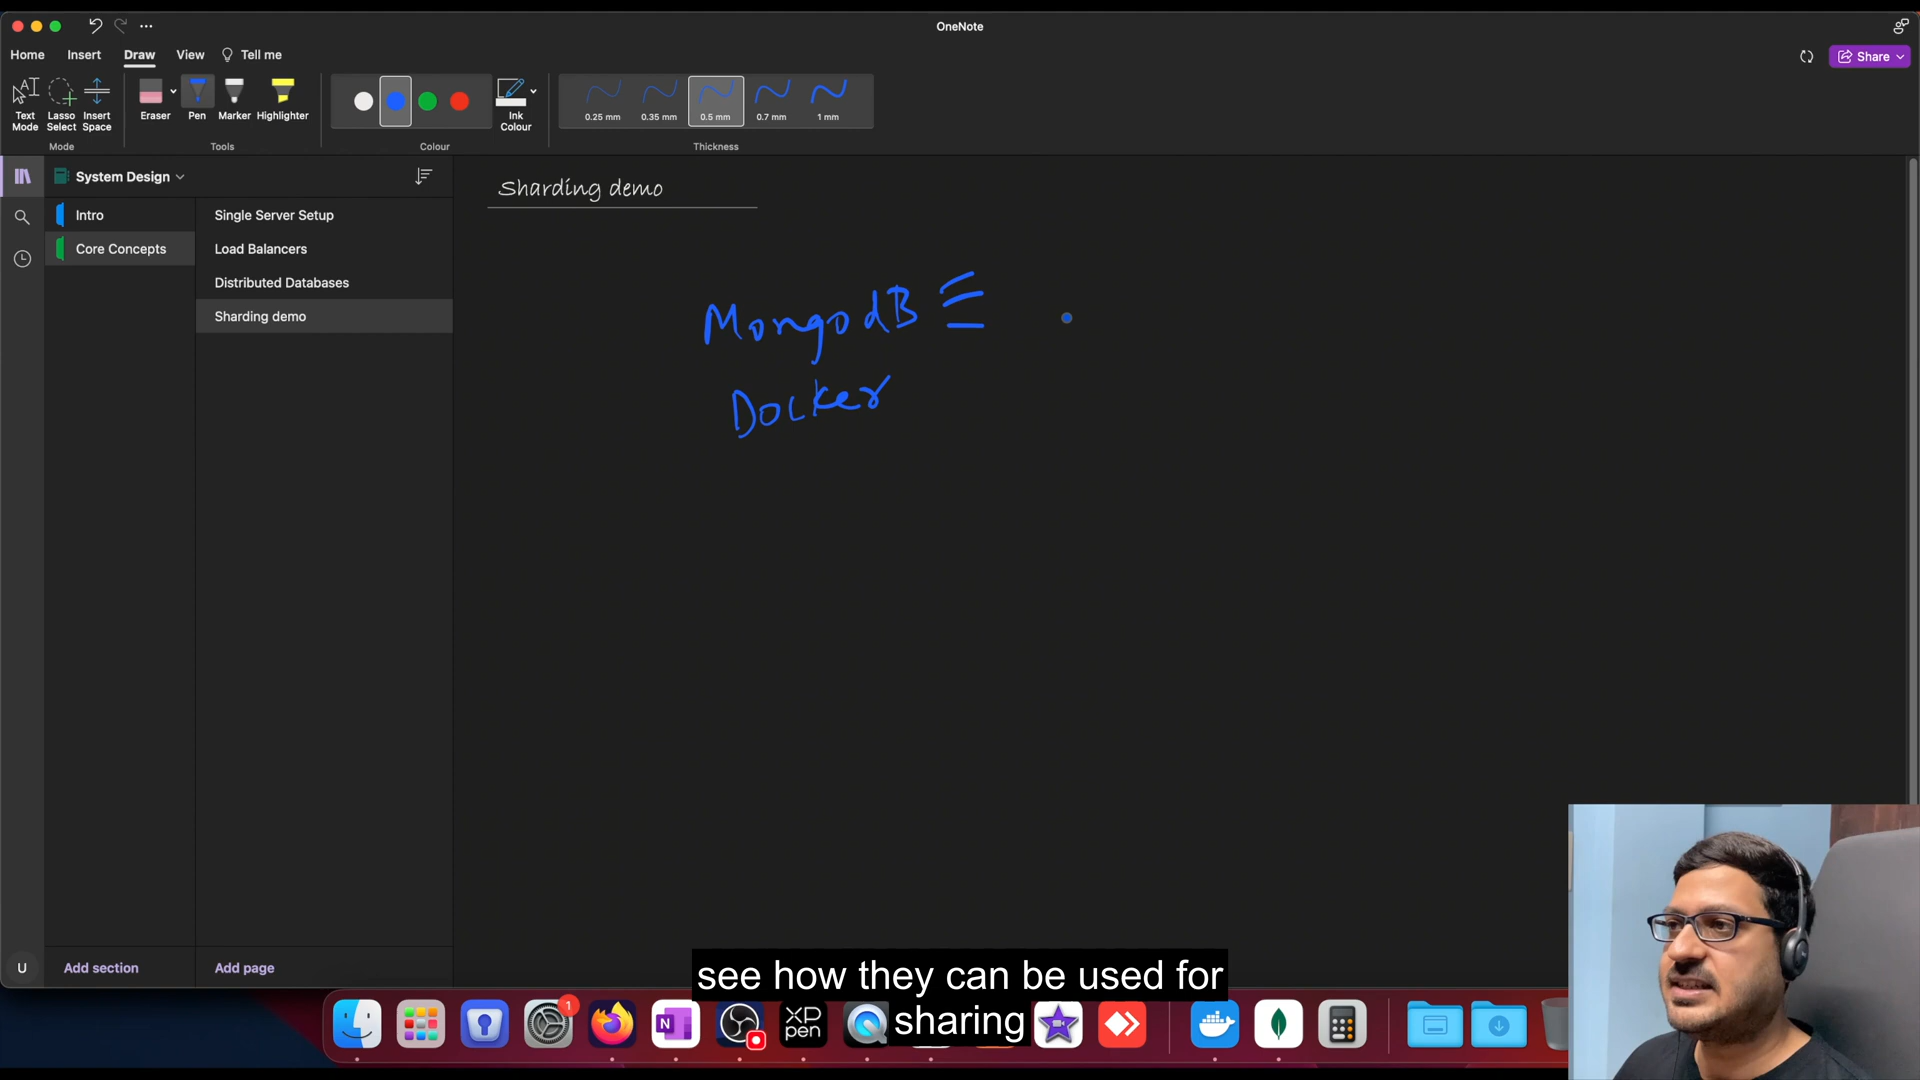 OneNote
Home Insert Draw View Tell me
Share
Text Mode
Lasso Select
Insert Space
Eraser
Pen
Marker
Highlighter
Ink Colour
0.25 mm
0.35 mm
0.5 mm
0.7 mm
1 mm
Mode
Tools
Colour
Thickness
System Design
Intro
Core Concepts
Single Server Setup
Load Balancers
Distributed Databases
Sharding demo
Sharding demo
MongodB
Docker
U
Add section
Add page
see how they can be used for
sharing
1
N
XP
pen